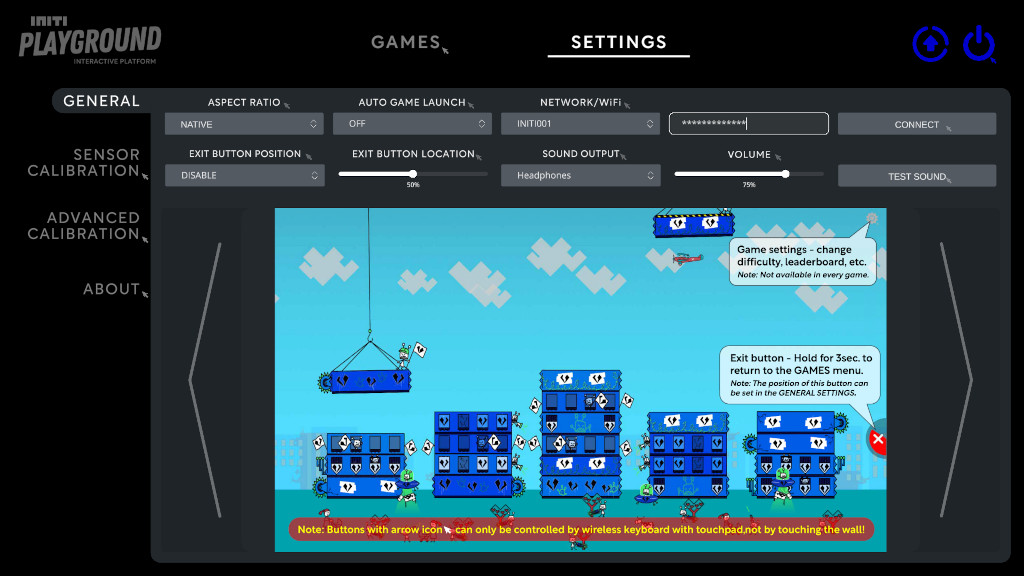 INITI
PLAYGROUND
INTERACTIVE PLATFORM
GAMES
SETTINGS
GENERAL
SENSOR
CALIBRATION
ADVANCED
CALIBRATION
ABOUT
ASPECT RATIO
AUTO GAME LAUNCH
NETWORK/WiFi
NATIVE
OFF
INITI001
*************
CONNECT
EXIT BUTTON POSITION
EXIT BUTTON LOCATION
SOUND OUTPUT
VOLUME
DISABLE
50%
Headphones
75%
TEST SOUND
Game settings - change
difficulty, leaderboard, etc.
Note: Not available in every game.
Exit button - Hold for 3sec. to
return to the GAMES menu.
Note: The position of this button can
be set in the GENERAL SETTINGS.
Note: Buttons with arrow icon can only be controlled by wireless keyboard with touchpad,not by touching the wall!